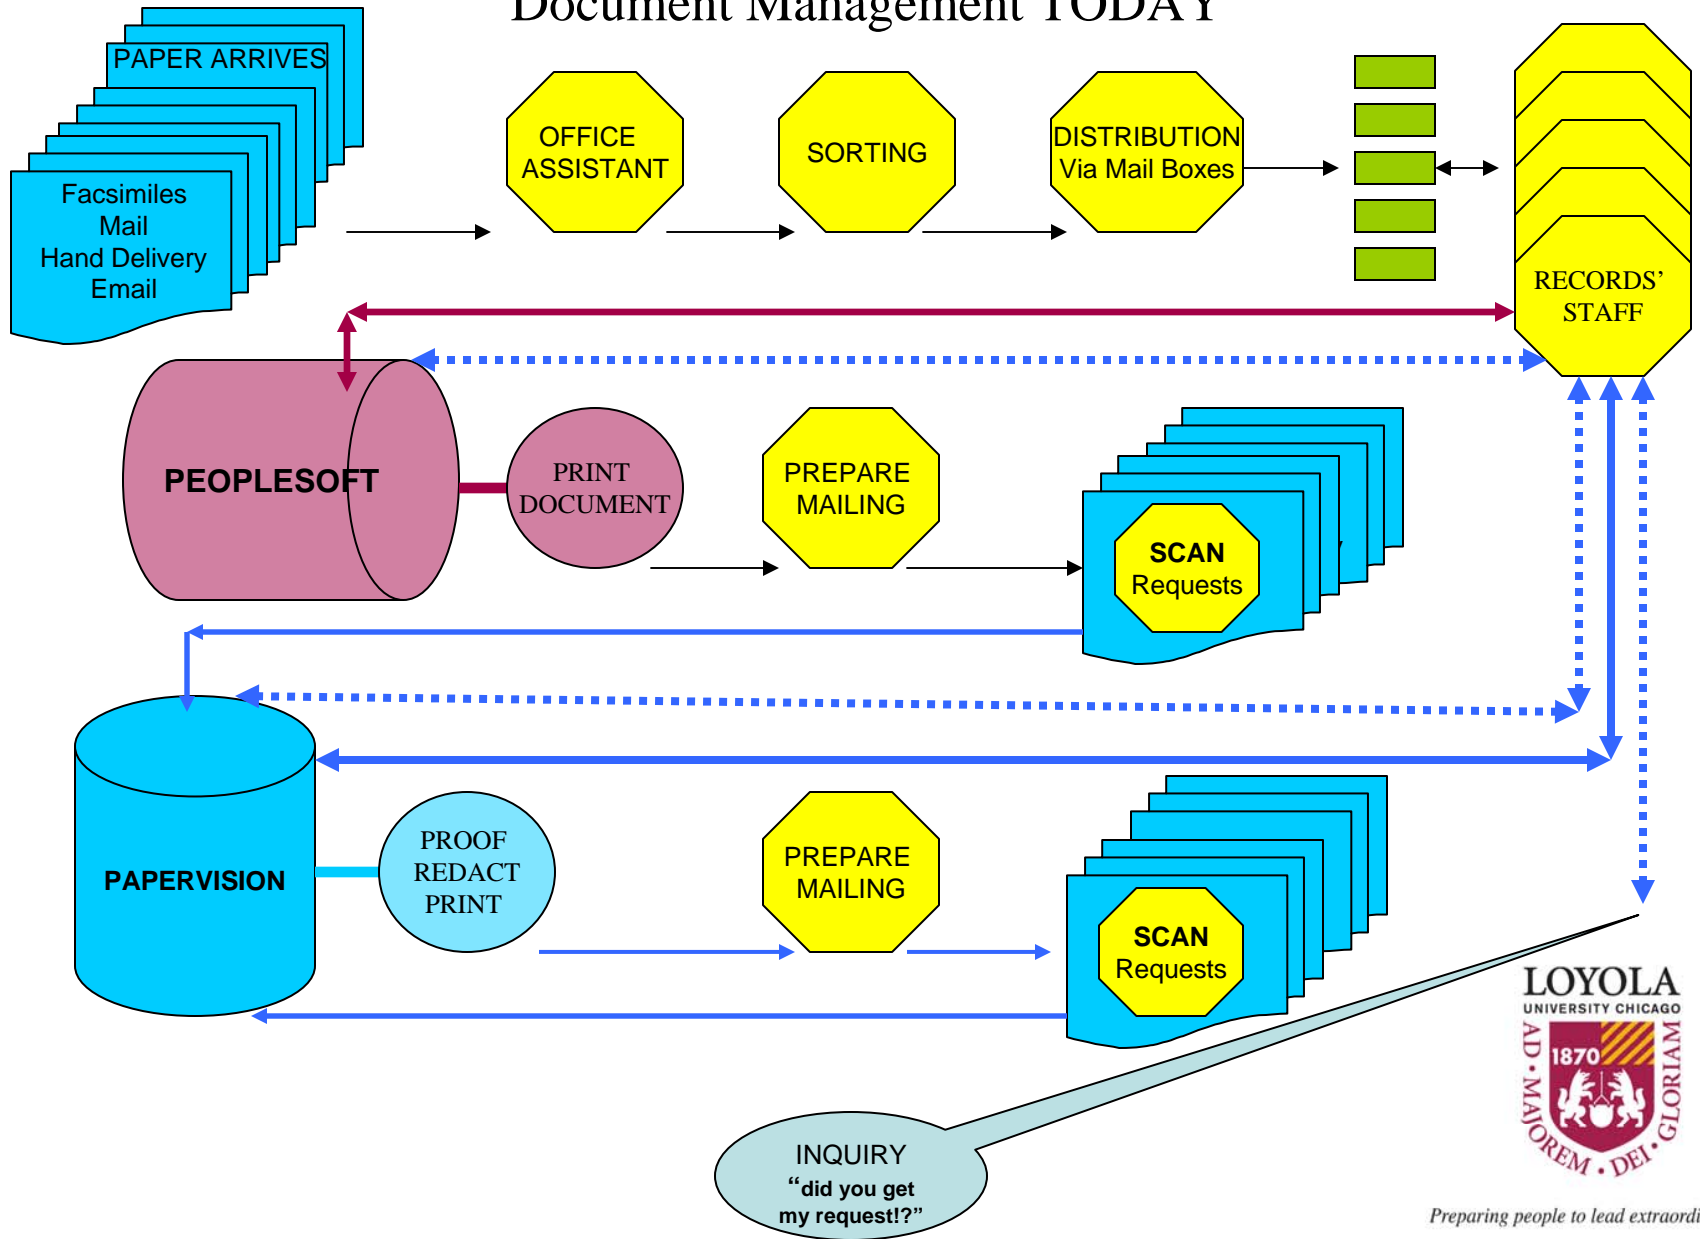 Document Management TODAY
PAPER ARRIVES
Facsimiles
Mail
Hand Delivery
Email
OFFICE
ASSISTANT
SORTING
DISTRIBUTION
Via Mail Boxes
RECORDS’
STAFF
PEOPLESOFT
PRINT
DOCUMENT
PREPARE
MAILING
SCAN
Requests
PAPERVISION
PROOF
REDACT
PRINT
PREPARE
MAILING
SCAN
Requests
INQUIRY
“did you get
my request!?”
LOYOLA
UNIVERSITY CHICAGO
1870
AD • MAJOREM • DEI • GLORIAM
Preparing people to lead extraordi